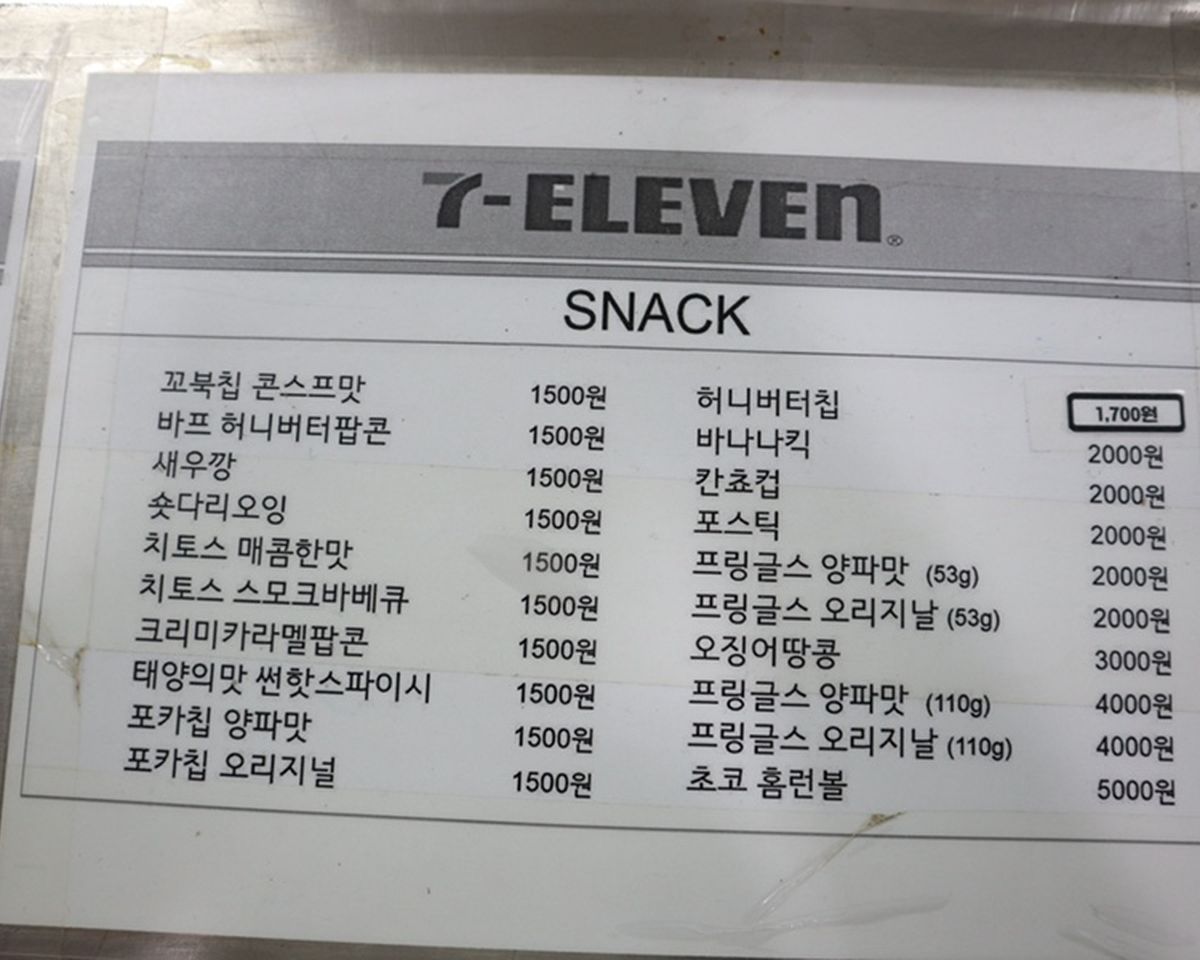 7-ELEVEn®
SNACK
꼬북칩 콘스프맛 1500원
바프 허니버터팝콘 1500원
새우깡 1500원
숏다리오잉 1500원
치토스 매콤한맛 1500원
치토스 스모크바베큐 1500원
크리미카라멜팝콘 1500원
태양의맛 썬핫스파이시 1500원
포카칩 양파맛 1500원
포카칩 오리지널 1500원
허니버터칩 1,700원
바나나킥 2000원
칸쵸컵 2000원
포스틱 2000원
프링글스 양파맛 (53g) 2000원
프링글스 오리지날 (53g) 2000원
오징어땅콩 3000원
프링글스 양파맛 (110g) 4000원
프링글스 오리지날 (110g) 4000원
초코 홈런볼 5000원